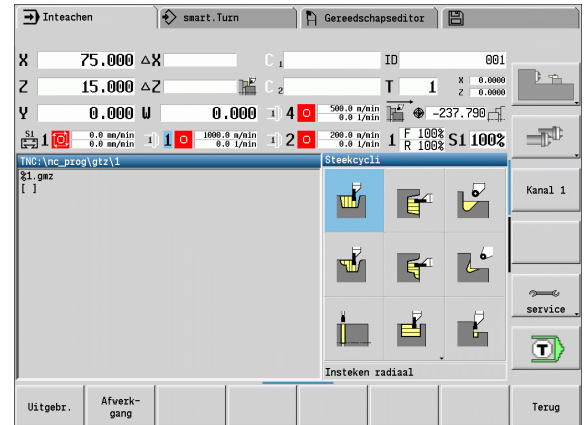 Inteachen smart.Turn Gereedschapseditor
X 75.000 ΔX C 1 ID 001
Z 15.000 ΔZ C 2 T 1 X 0.0000
Z 0.0000
Y 0.000 W 0.000 4 500.0 m/min
0.0 1/min -237.790
S1 1 0.0 mm/min
0.0 mm/min 1 1000.0 m/min
0.0 1/min 2 200.0 m/min
0.0 1/min 1 F 100%
R 100% S1 100%
TNC:\nc_prog\gtz\1 Steekcycli
%1.gmz
[ ]
Kanal 1
service
T
Insteken radiaal
Uitgebr. Afwerk-
gang Terug